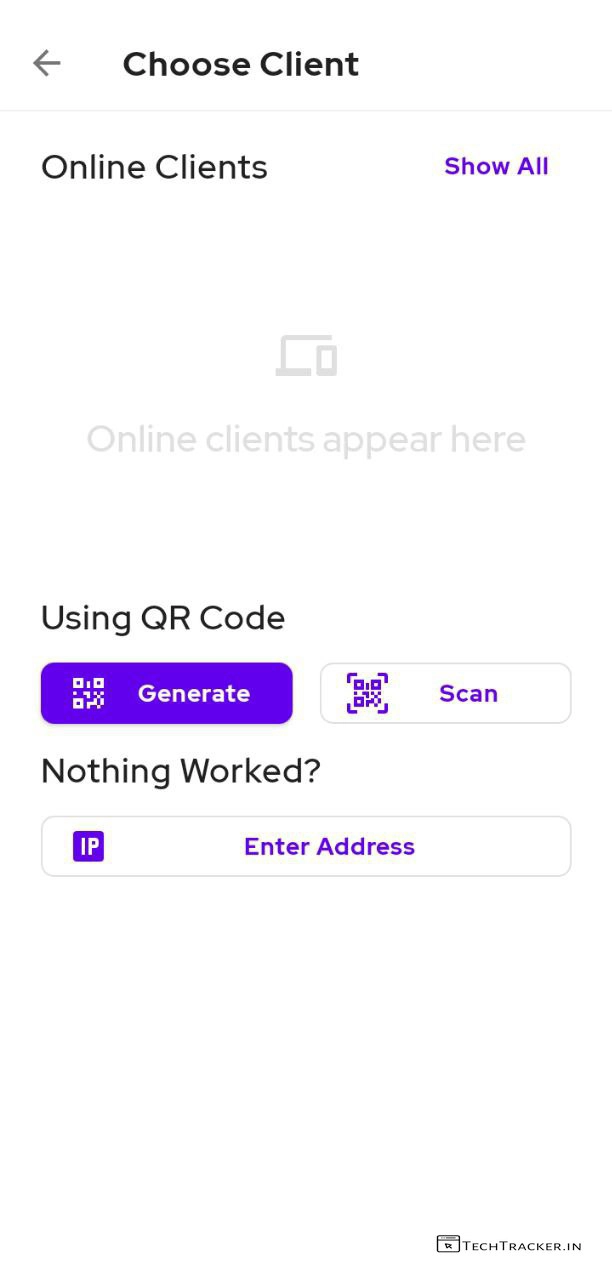 Choose Client
Online Clients
Show All
Online clients appear here
Using QR Code
Generate
Scan
Nothing Worked?
IP
Enter Address
TECHTRACKER.IN